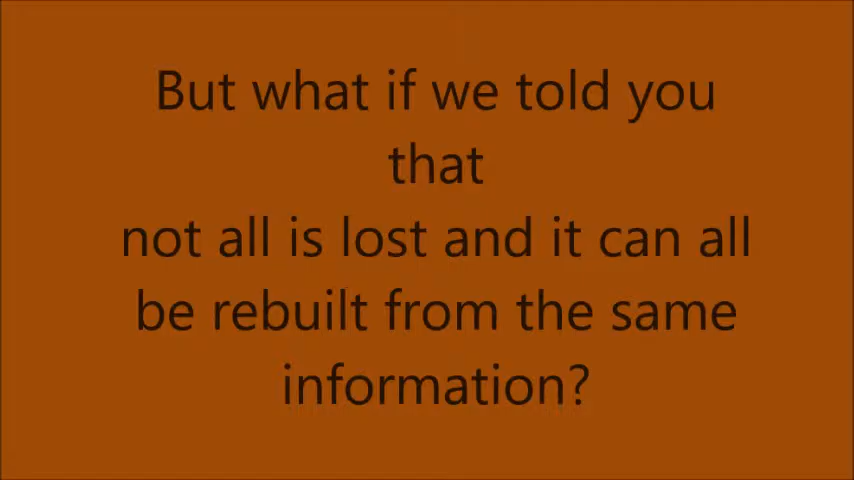 But what if we told you
that
not all is lost and it can all
be rebuilt from the same
information?